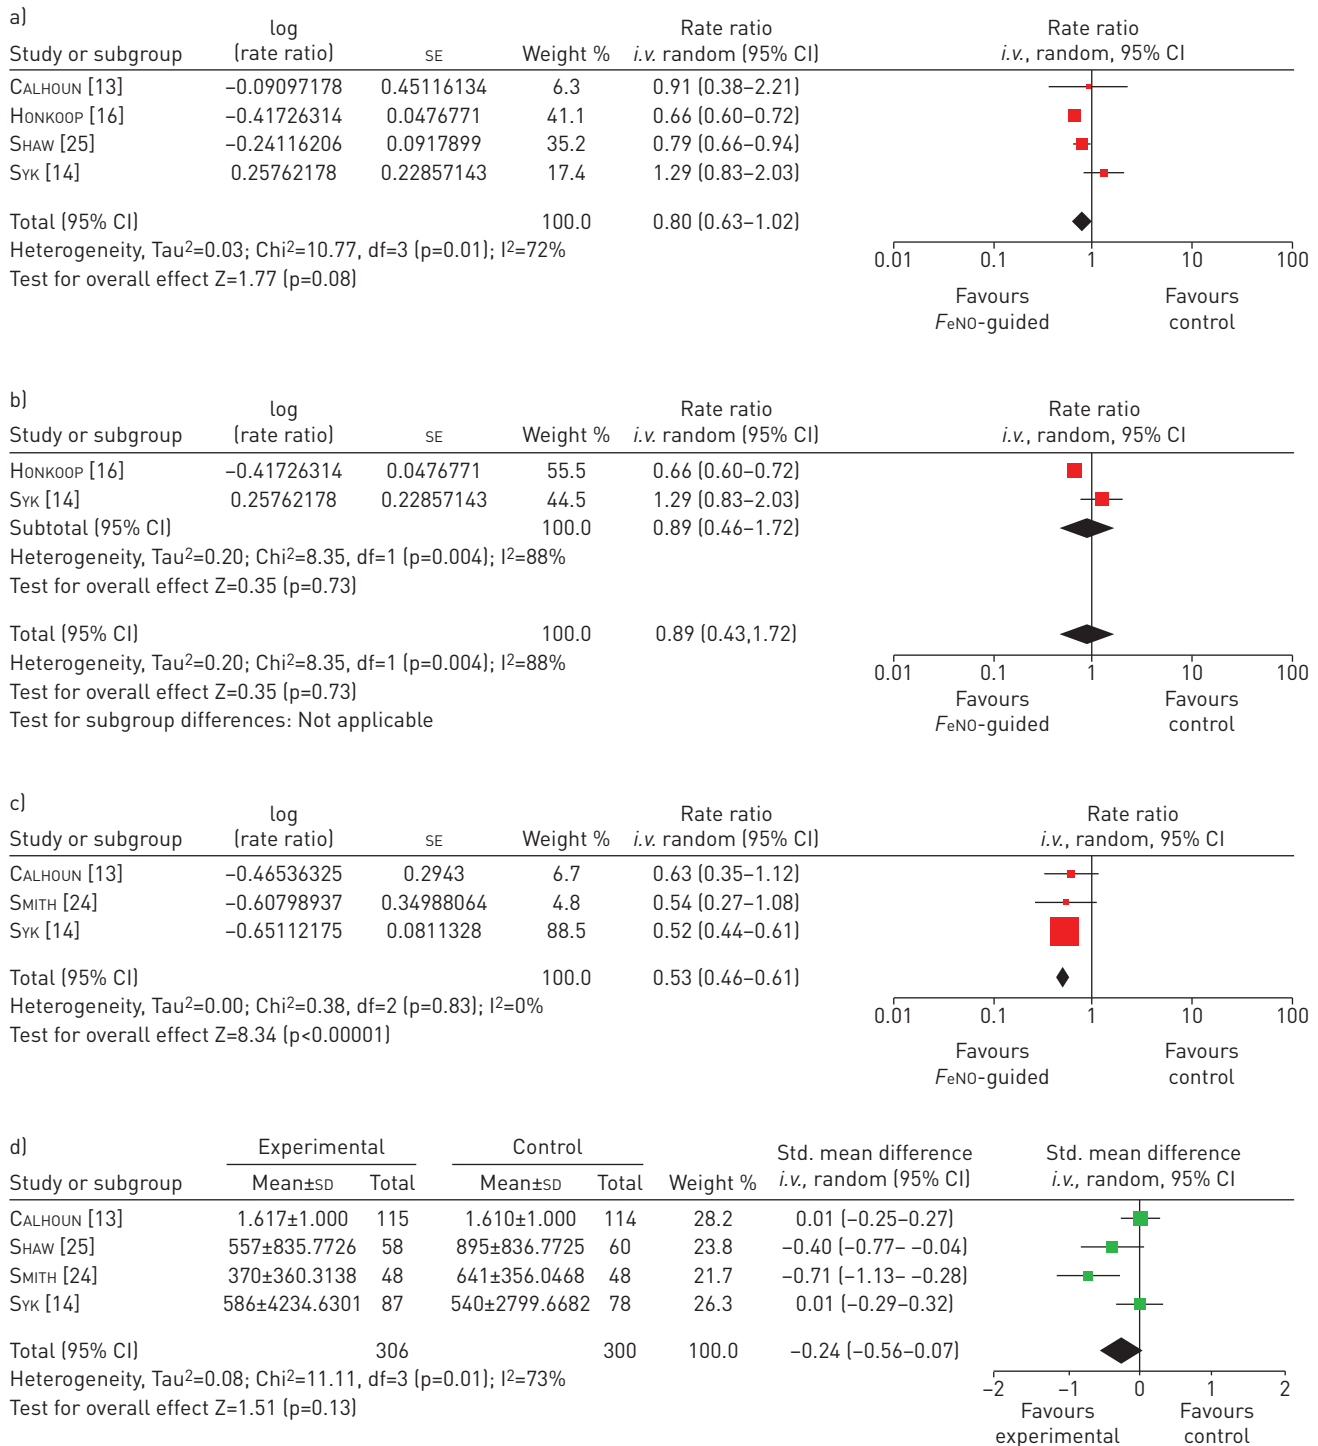 a)
log
Rate ratio
Rate ratio
Study or subgroup (rate ratio) SE Weight % i.v. random (95% CI) i.v., random, 95% CI
CALHOUN [13] –0.09097178 0.45116134 6.3 0.91 (0.38–2.21)
HONKOOP [16] –0.41726314 0.0476771 41.1 0.66 (0.60–0.72)
SHAW [25] –0.24116206 0.0917899 35.2 0.79 (0.66–0.94)
SYK [14] 0.25762178 0.22857143 17.4 1.29 (0.83–2.03)
Total (95% CI) 100.0 0.80 (0.63–1.02)
Heterogeneity, Tau²=0.03; Chi²=10.77, df=3 (p=0.01); I²=72%
Test for overall effect Z=1.77 (p=0.08)
0.01 0.1 1 10 100
Favours Favours
FeNO-guided control
b)
log
Rate ratio
Rate ratio
Study or subgroup (rate ratio) SE Weight % i.v. random (95% CI) i.v., random, 95% CI
HONKOOP [16] –0.41726314 0.0476771 55.5 0.66 (0.60–0.72)
SYK [14] 0.25762178 0.22857143 44.5 1.29 (0.83–2.03)
Subtotal (95% CI) 100.0 0.89 (0.46–1.72)
Heterogeneity, Tau²=0.20; Chi²=8.35, df=1 (p=0.004); I²=88%
Test for overall effect Z=0.35 (p=0.73)
Total (95% CI) 100.0 0.89 (0.43,1.72)
Heterogeneity, Tau²=0.20; Chi²=8.35, df=1 (p=0.004); I²=88%
Test for overall effect Z=0.35 (p=0.73)
Test for subgroup differences: Not applicable
0.01 0.1 1 10 100
Favours Favours
FeNO-guided control
c)
log
Rate ratio
Rate ratio
Study or subgroup (rate ratio) SE Weight % i.v. random (95% CI) i.v., random, 95% CI
CALHOUN [13] –0.46536325 0.2943 6.7 0.63 (0.35–1.12)
SMITH [24] –0.60798937 0.34988064 4.8 0.54 (0.27–1.08)
SYK [14] –0.65112175 0.0811328 88.5 0.52 (0.44–0.61)
Total (95% CI) 100.0 0.53 (0.46–0.61)
Heterogeneity, Tau²=0.00; Chi²=0.38, df=2 (p=0.83); I²=0%
Test for overall effect Z=8.34 (p<0.00001)
0.01 0.1 1 10 100
Favours Favours
FeNO-guided control
d)
Experimental Control Std. mean difference Std. mean difference
Study or subgroup Mean±SD Total Mean±SD Total Weight % i.v., random (95% CI) i.v., random, 95% CI
CALHOUN [13] 1.617±1.000 115 1.610±1.000 114 28.2 0.01 (–0.25–0.27)
SHAW [25] 557±835.7726 58 895±836.7725 60 23.8 –0.40 (–0.77– –0.04)
SMITH [24] 370±360.3138 48 641±356.0468 48 21.7 –0.71 (–1.13– –0.28)
SYK [14] 586±4234.6301 87 540±2799.6682 78 26.3 0.01 (–0.29–0.32)
Total (95% CI) 306 300 100.0 –0.24 (–0.56–0.07)
Heterogeneity, Tau²=0.08; Chi²=11.11, df=3 (p=0.01); I²=73%
Test for overall effect Z=1.51 (p=0.13)
–2 –1 0 1 2
Favours Favours
experimental control